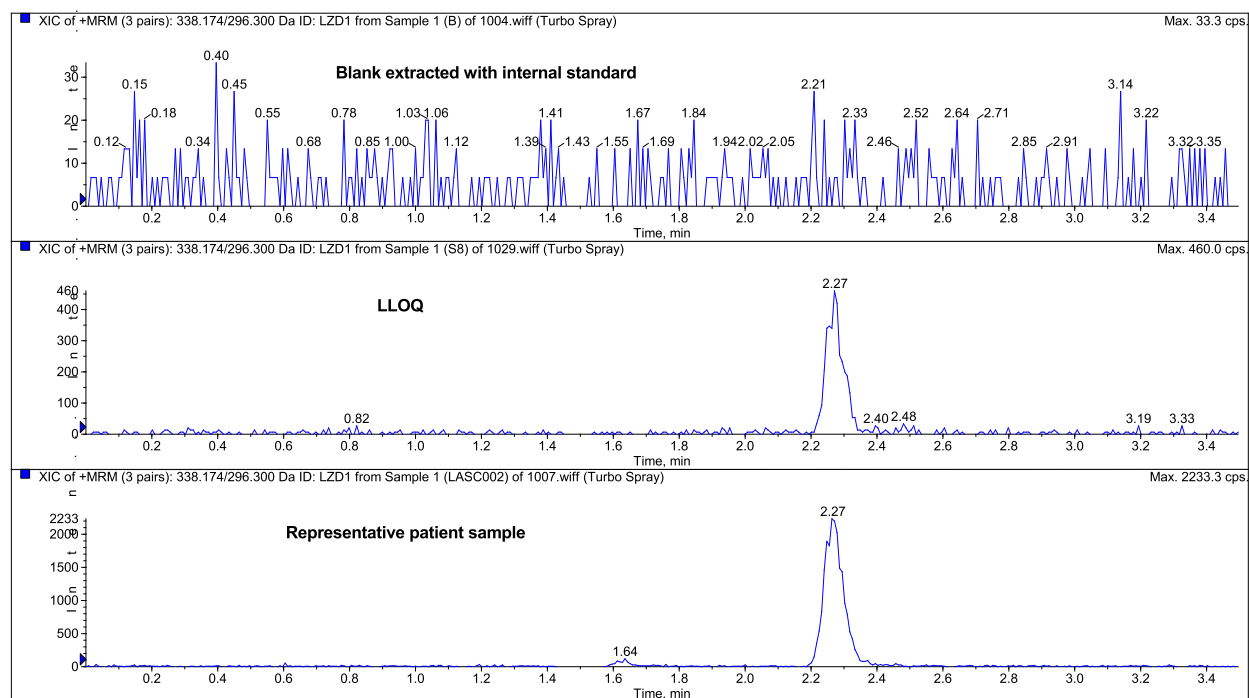 XIC of +MRM (3 pairs): 338.174/296.300 Da ID: LZD1 from Sample 1 (B) of 1004.wiff (Turbo Spray) Max. 33.3 cps.
Blank extracted with internal standard
I n t e
30
20
10
0
0.12 0.15 0.18 0.34 0.40 0.45 0.55 0.68 0.78 0.85 1.00 1.03 1.06 1.12 1.39 1.41 1.43 1.55 1.67 1.69 1.84 1.94 2.02 2.05 2.21 2.33 2.46 2.52 2.64 2.71 2.85 2.91 3.14 3.22 3.32 3.35
0.2 0.4 0.6 0.8 1.0 1.2 1.4 1.6 1.8 2.0 2.2 2.4 2.6 2.8 3.0 3.2 3.4
Time, min
XIC of +MRM (3 pairs): 338.174/296.300 Da ID: LZD1 from Sample 1 (S8) of 1029.wiff (Turbo Spray) Max. 460.0 cps.
LLOQ
I n t e
460
400
300
200
100
0
0.82 2.27 2.40 2.48 3.19 3.33
0.2 0.4 0.6 0.8 1.0 1.2 1.4 1.6 1.8 2.0 2.2 2.4 2.6 2.8 3.0 3.2 3.4
Time, min
XIC of +MRM (3 pairs): 338.174/296.300 Da ID: LZD1 from Sample 1 (LASC002) of 1007.wiff (Turbo Spray) Max. 2233.3 cps.
Representative patient sample
I n t e n
2233
2000
1500
1000
500
0
1.64 2.27
0.2 0.4 0.6 0.8 1.0 1.2 1.4 1.6 1.8 2.0 2.2 2.4 2.6 2.8 3.0 3.2 3.4
Time, min